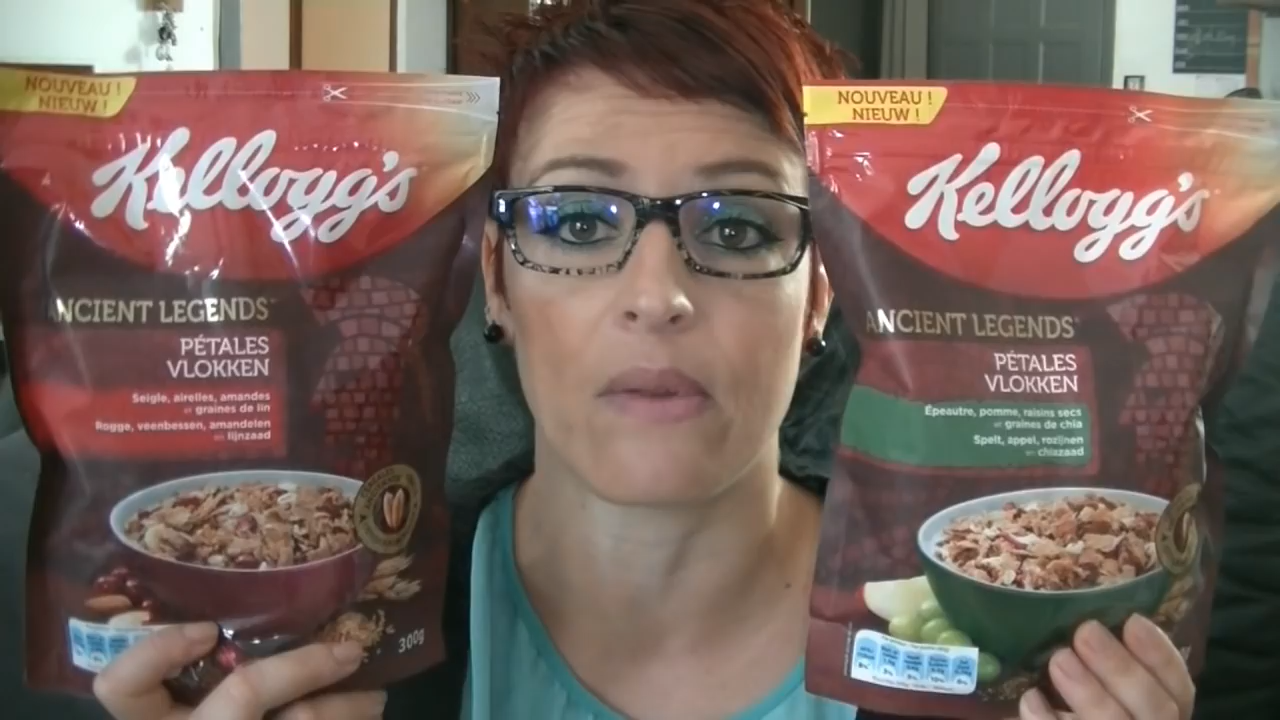 NOUVEAU !
NIEUW !
Kellogg's
ANCIENT LEGENDS
PÉTALES
VLOKKEN
Seigle, airelles, amandes
et graines de lin
Rogge, veenbessen, amandelen
en lijnzaad
300g
NOUVEAU !
NIEUW !
Kellogg's
ANCIENT LEGENDS
PÉTALES
VLOKKEN
Épeautre, pomme, raisins secs
et graines de chia
Spelt, appel, rozijnen
en chiazaad